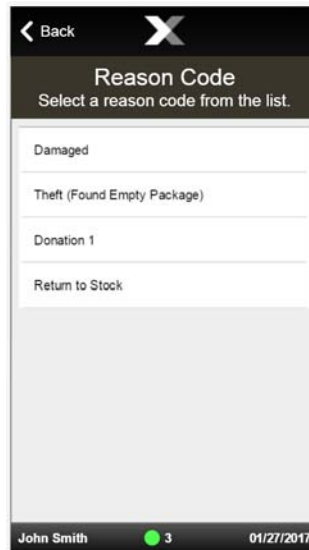 Back
Reason Code
Select a reason code from the list.
Damaged
Theft (Found Empty Package)
Donation 1
Return to Stock
John Smith 3 01/27/2017